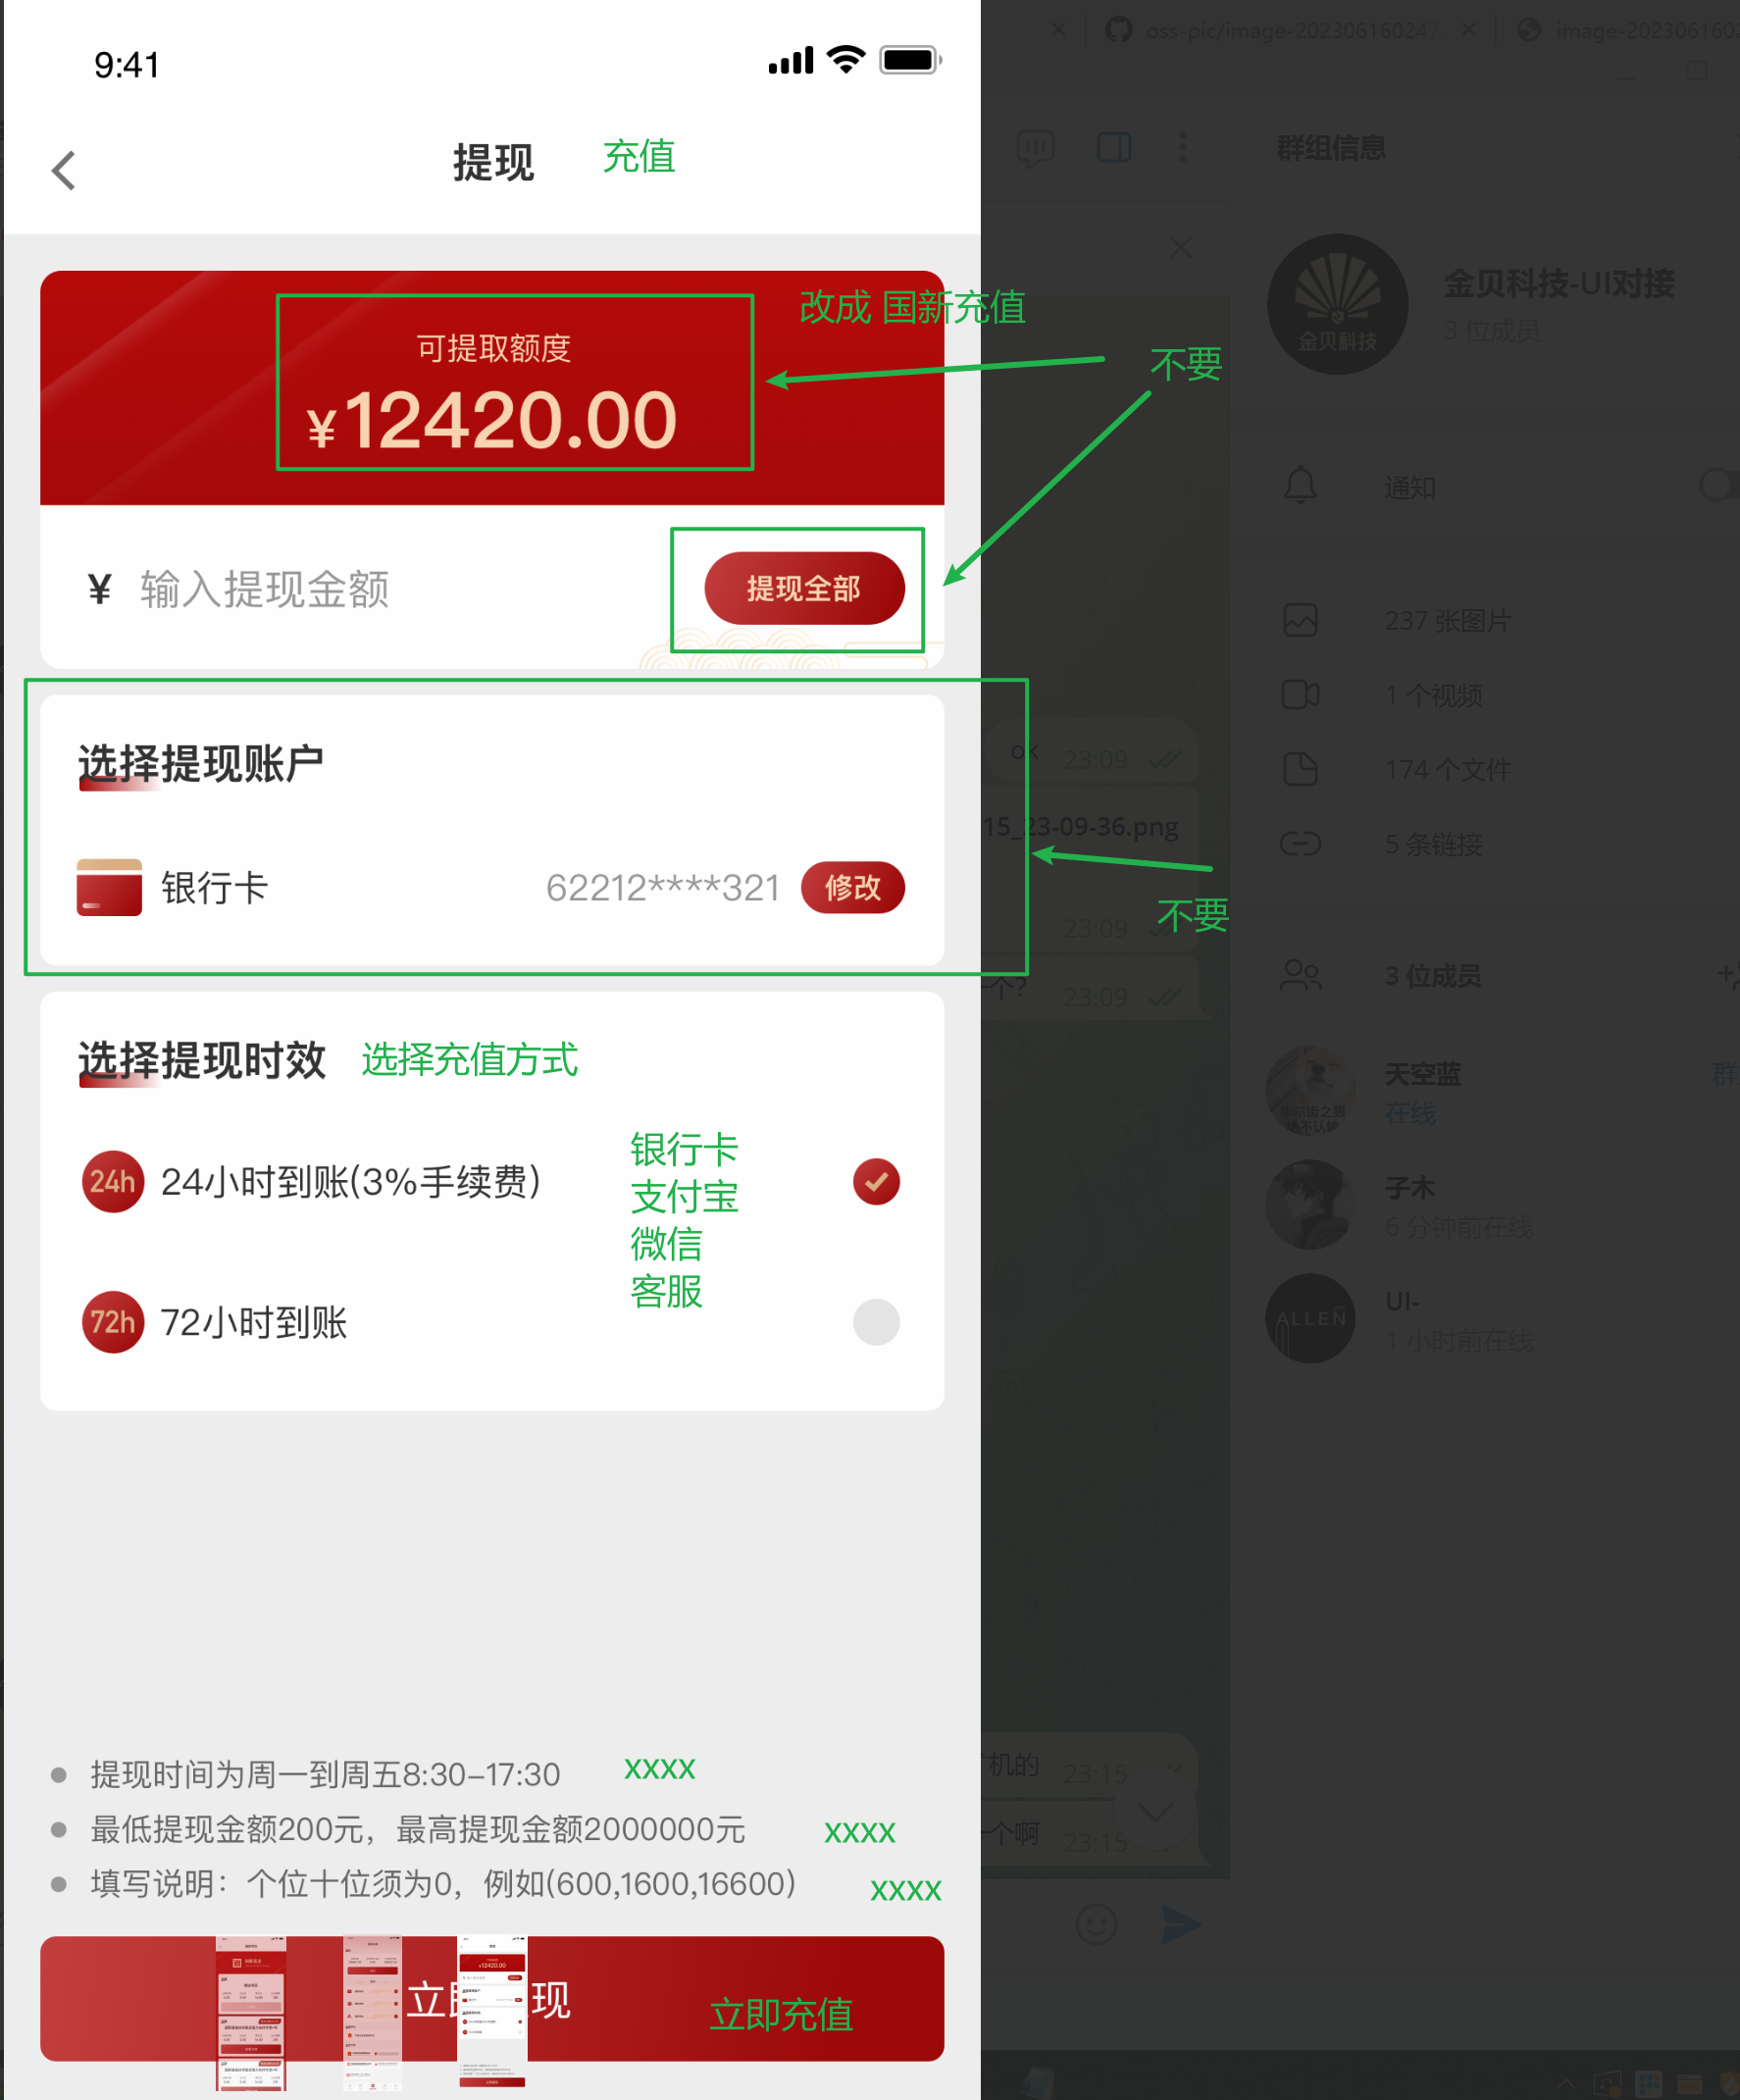 9:41
提现 充值
可提取额度
¥12420.00
改成 国新充值
不要
¥ 输入提现金额 提现全部
选择提现账户
银行卡 62212****321 修改
不要
选择提现时效 选择充值方式
24h 24小时到账(3%手续费)
银行卡
支付宝
微信
客服
72h 72小时到账
提现时间为周一到周五8:30-17:30 xxxx
最低提现金额200元，最高提现金额2000000元 xxxx
填写说明：个位十位须为0，例如(600,1600,16600) xxxx
立 现 立即充值
oss-pic/image-202306160247
image-202306160
群组信息
金贝科技
金贝科技-UI对接
3 位成员
通知
237 张图片
1 个视频
174 个文件
5 条链接
ok 23:09
15_23-09-36.png
23:09
个? 23:09
3 位成员
天空蓝 群
在线
子木
6 分钟前在线
ALLEN
UI-
1 小时前在线
机的 23:15
个啊 23:15